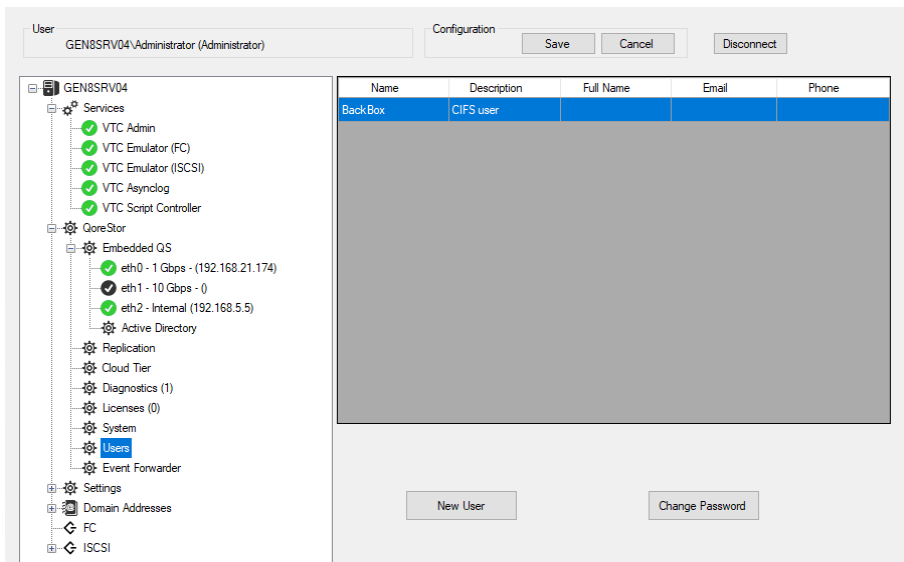 User
GEN8SRV04\Administrator (Administrator)
Configuration
Save
Cancel
Disconnect
GEN8SRV04
Services
VTC Admin
VTC Emulator (FC)
VTC Emulator (ISCSI)
VTC Asynclog
VTC Script Controller
QoreStor
Embedded QS
eth0 - 1 Gbps - (192.168.21.174)
eth1 - 10 Gbps - ()
eth2 - Internal (192.168.5.5)
Active Directory
Replication
Cloud Tier
Diagnostics (1)
Licenses (0)
System
Users
Event Forwarder
Settings
Domain Addresses
FC
ISCSI
Name Description Full Name Email Phone
BackBox CIFS user
New User
Change Password